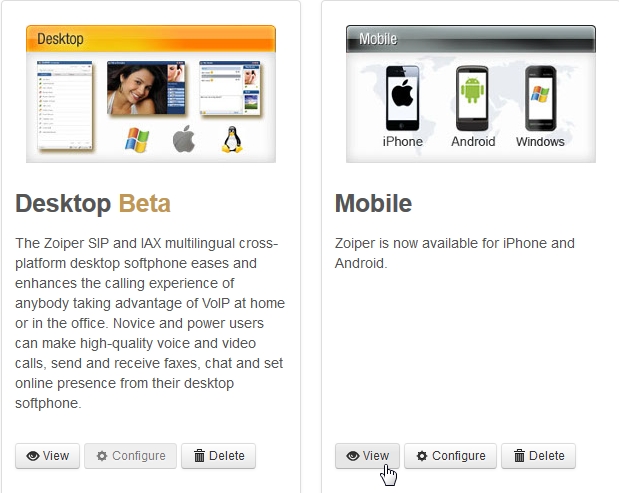 Desktop
Desktop Beta
The Zoiper SIP and IAX multilingual cross-
platform desktop softphone eases and
enhances the calling experience of
anybody taking advantage of VoIP at home
or in the office. Novice and power users
can make high-quality voice and video
calls, send and receive faxes, chat and set
online presence from their desktop
softphone.
View Configure Delete
Mobile
iPhone Android Windows
Mobile
Zoiper is now available for iPhone and
Android.
View Configure Delete